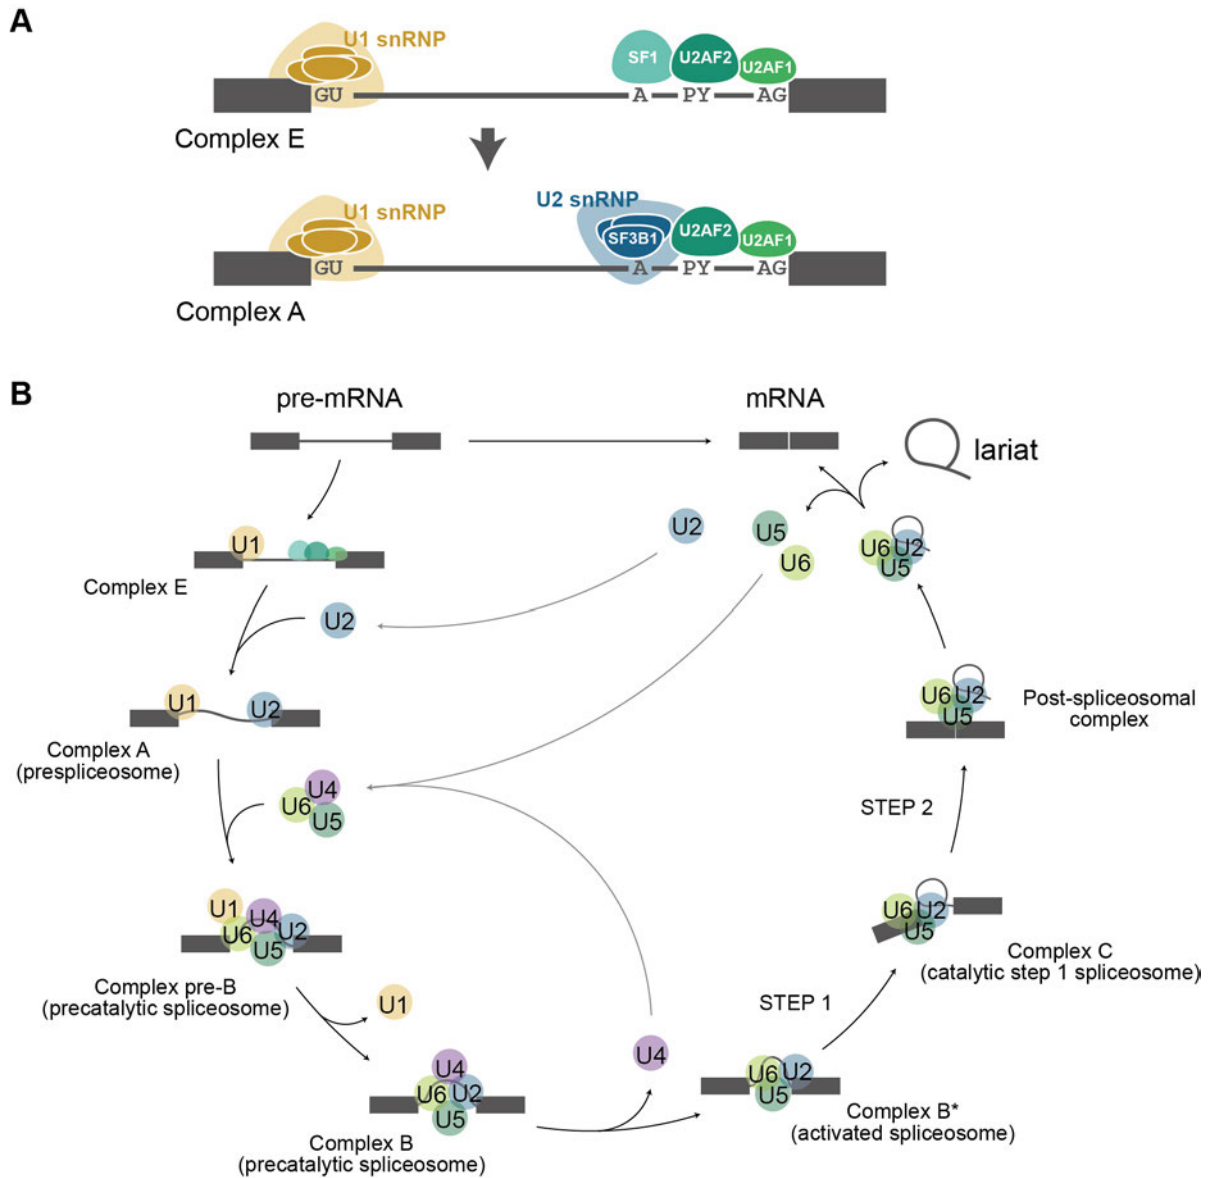 A
U1 snRNP
SF1
U2AF2
U2AF1
GU
A
PY
AG
Complex E
U1 snRNP
U2 snRNP
SF3B1
U2AF2
U2AF1
GU
A
PY
AG
Complex A
B
pre-mRNA
mRNA
lariat
U1
Complex E
U2
U2
U5
U6
U6
U2
U5
U1
U2
Complex A
(prespliceosome)
U4
U6
U5
U6
U2
U5
Post-spliceosomal
complex
STEP 2
U1
U4
U6
U2
U5
Complex pre-B
(precatalytic spliceosome)
U6
U2
U5
Complex C
(catalytic step 1 spliceosome)
U1
STEP 1
U4
U4
U6
U2
U5
Complex B
(precatalytic spliceosome)
U6
U2
U5
Complex B*
(activated spliceosome)